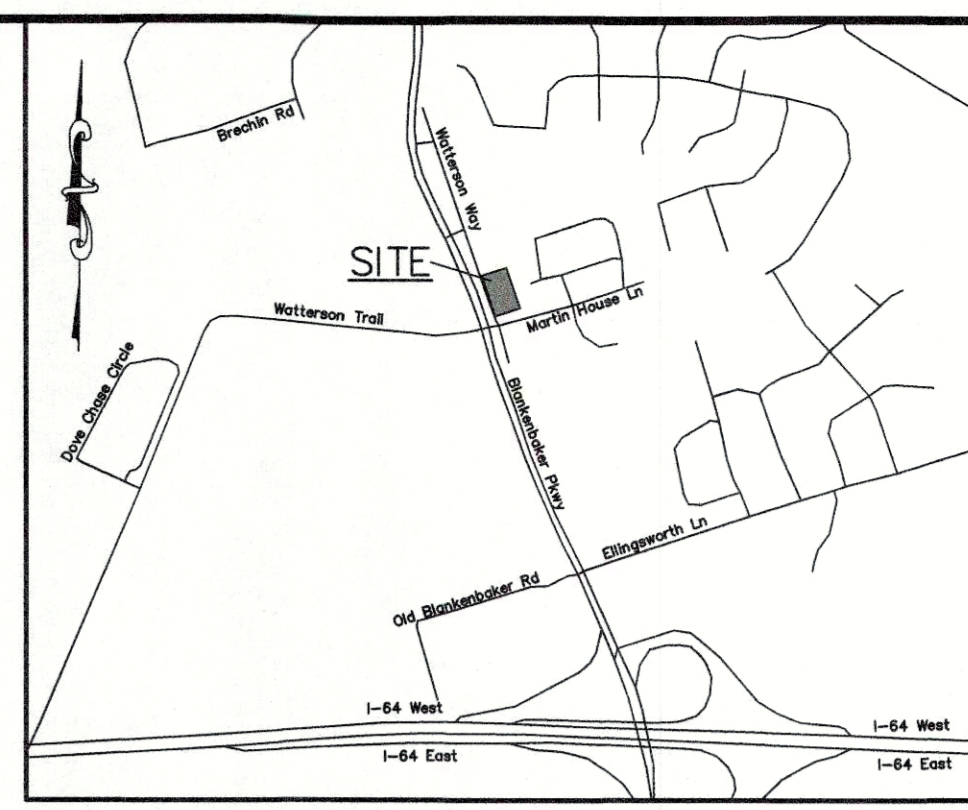 Brechin Rd
Watterson Way
SITE
Watterson Trail
Martin House Ln
Dove Chase Circle
Blankenbaker Pkwy
Ellingsworth Ln
Old Blankenbaker Rd
I-64 West
I-64 West
I-64 East
I-64 East